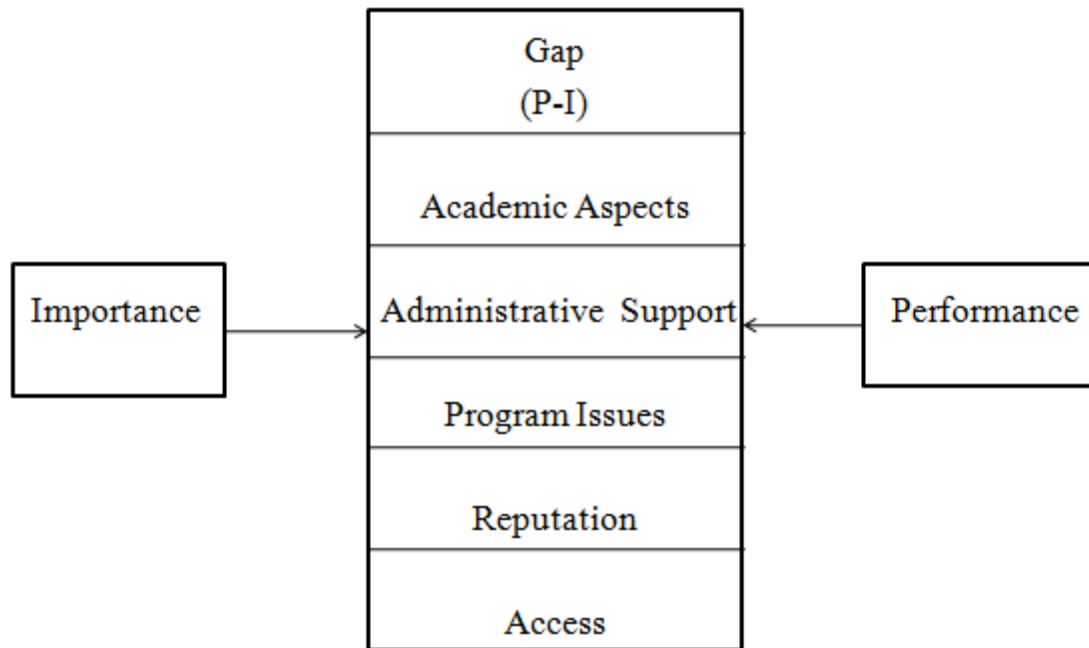 Gap
(P-I)
Academic Aspects
Importance
Administrative Support
Performance
Program Issues
Reputation
Access